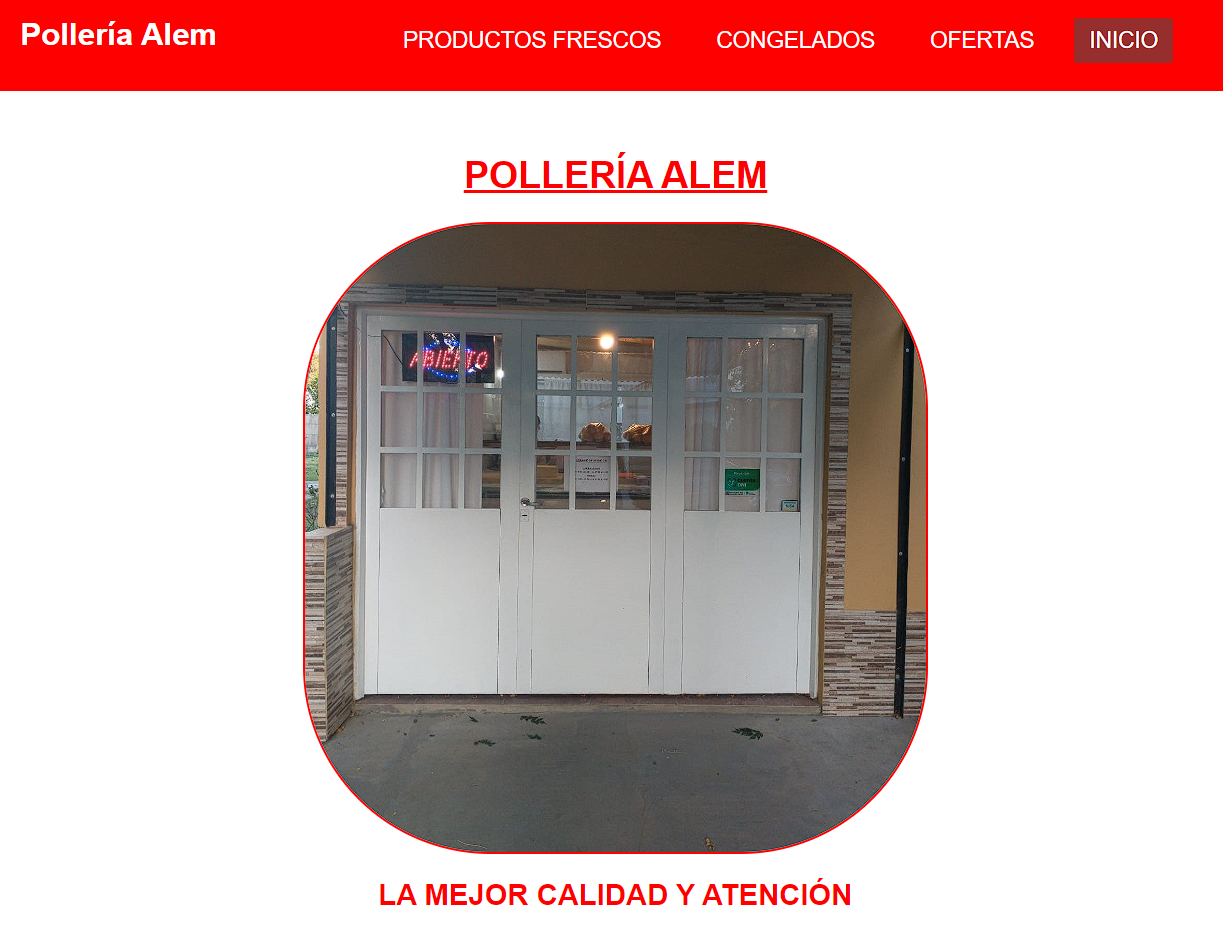 Pollería Alem
PRODUCTOS FRESCOS CONGELADOS OFERTAS INICIO
POLLERÍA ALEM
ABIERTO
LA MEJOR CALIDAD Y ATENCIÓN